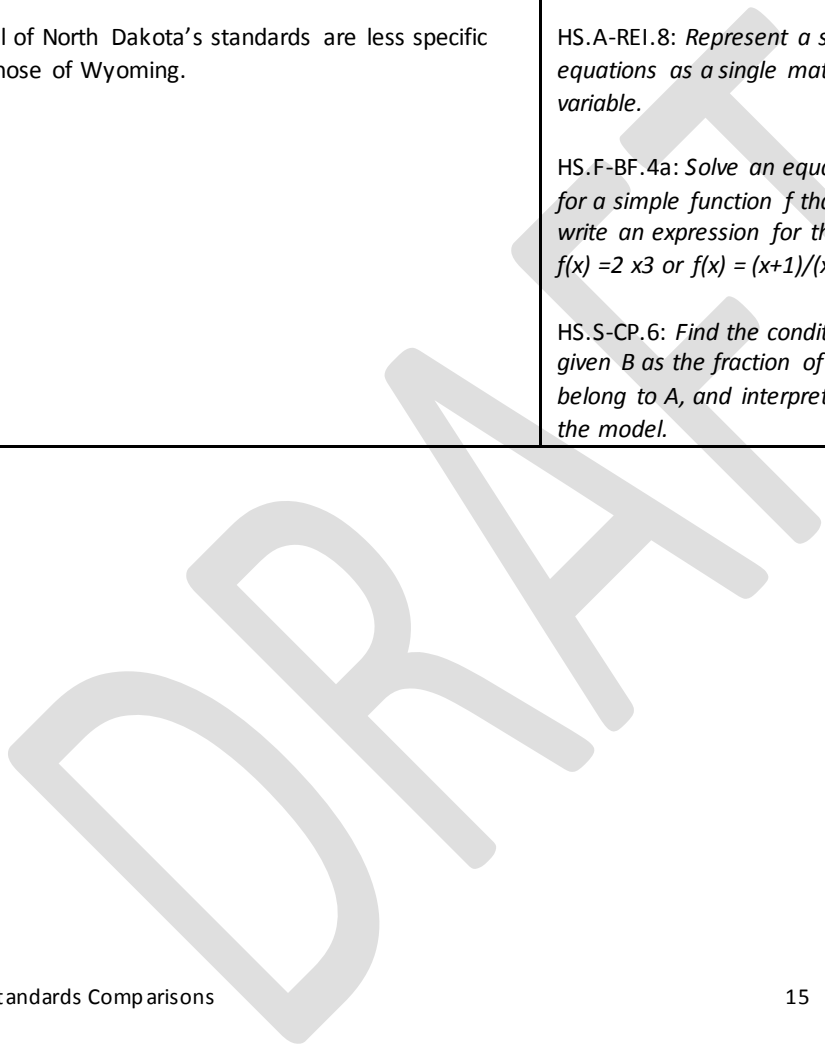 l of North Dakota's standards are less specific
hose of Wyoming.
HS.A-REI.8: Represent a s
equations as a single mat
variable.
HS.F-BF.4a: Solve an equa
for a simple function f tha
write an expression for th
f(x) =2 x3 or f(x) = (x+1)/(x
HS.S-CP.6: Find the condit
given B as the fraction of
belong to A, and interpret
the model.
DRAFT
tandards Comparisons 15